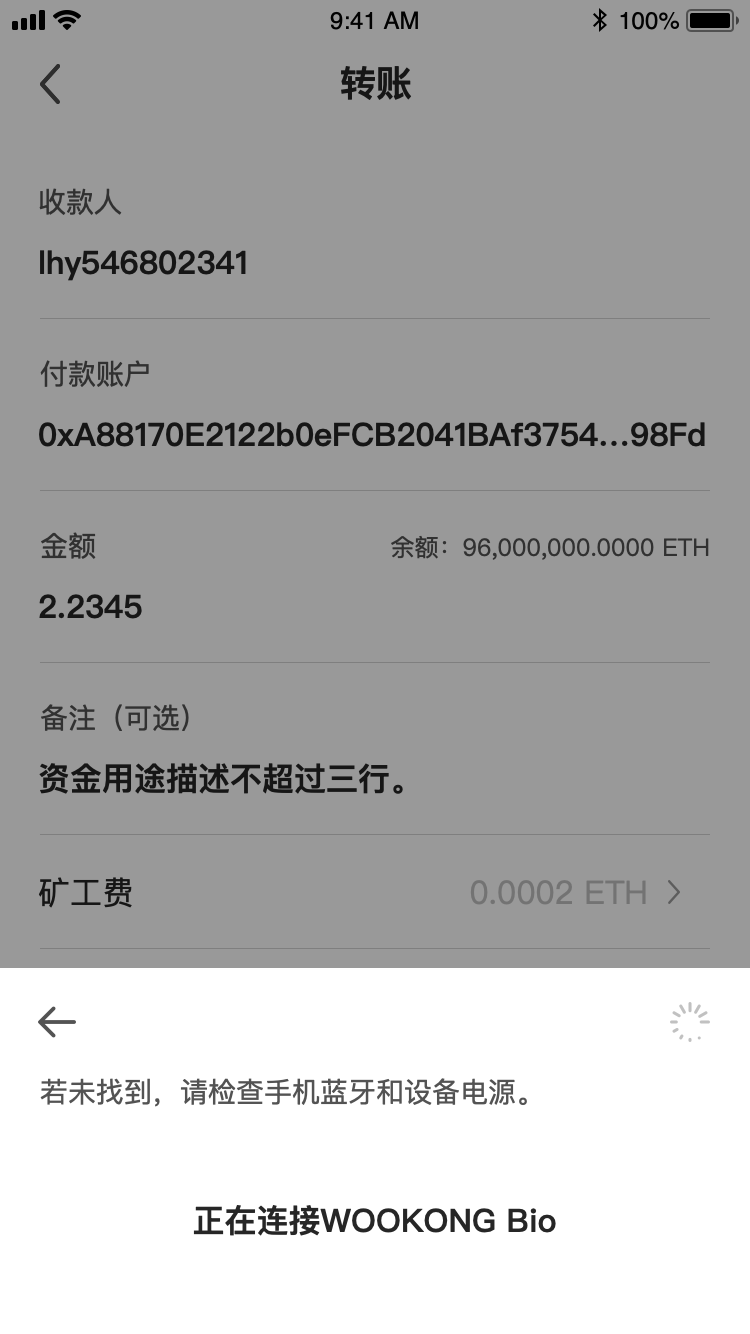 9:41 AM 100%
转账
收款人
lhy546802341
付款账户
0xA88170E2122b0eFCB2041BAf3754...98Fd
金额 余额：96,000,000.0000 ETH
2.2345
备注（可选）
资金用途描述不超过三行。
矿工费 0.0002 ETH
若未找到，请检查手机蓝牙和设备电源。
正在连接WOOKONG Bio